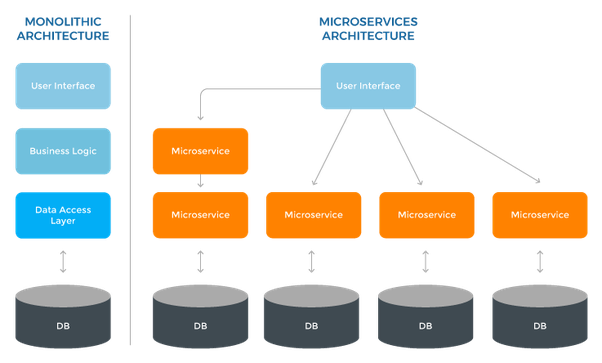 MONOLITHIC
ARCHITECTURE
User Interface
Business Logic
Data Access
Layer
DB
MICROSERVICES
ARCHITECTURE
User Interface
Microservice
Microservice
Microservice
Microservice
Microservice
DB
DB
DB
DB